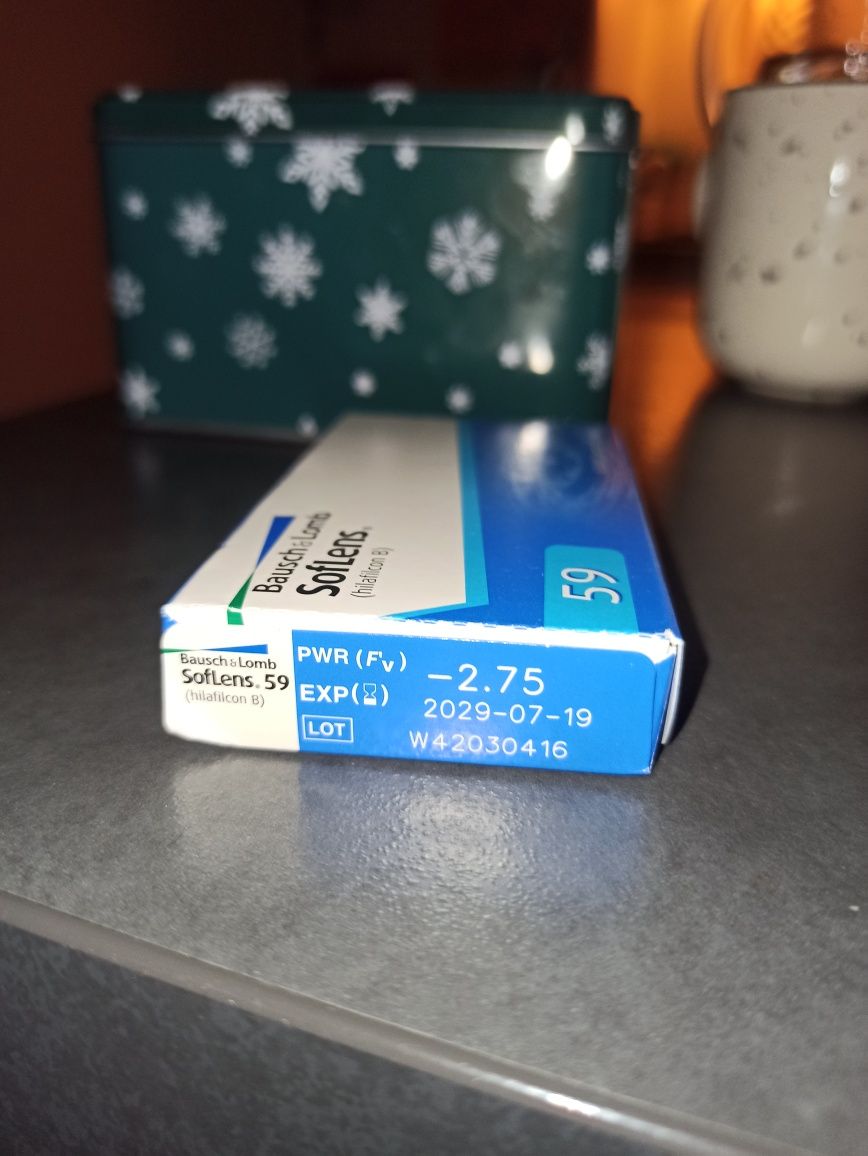 Bausch & Lomb
SofLens®
(hilafilcon B)
59
Bausch & Lomb
SofLens® 59
(hilafilcon B)
PWR (F'v) -2.75
EXP(⌛) 2029-07-19
LOT W42030416